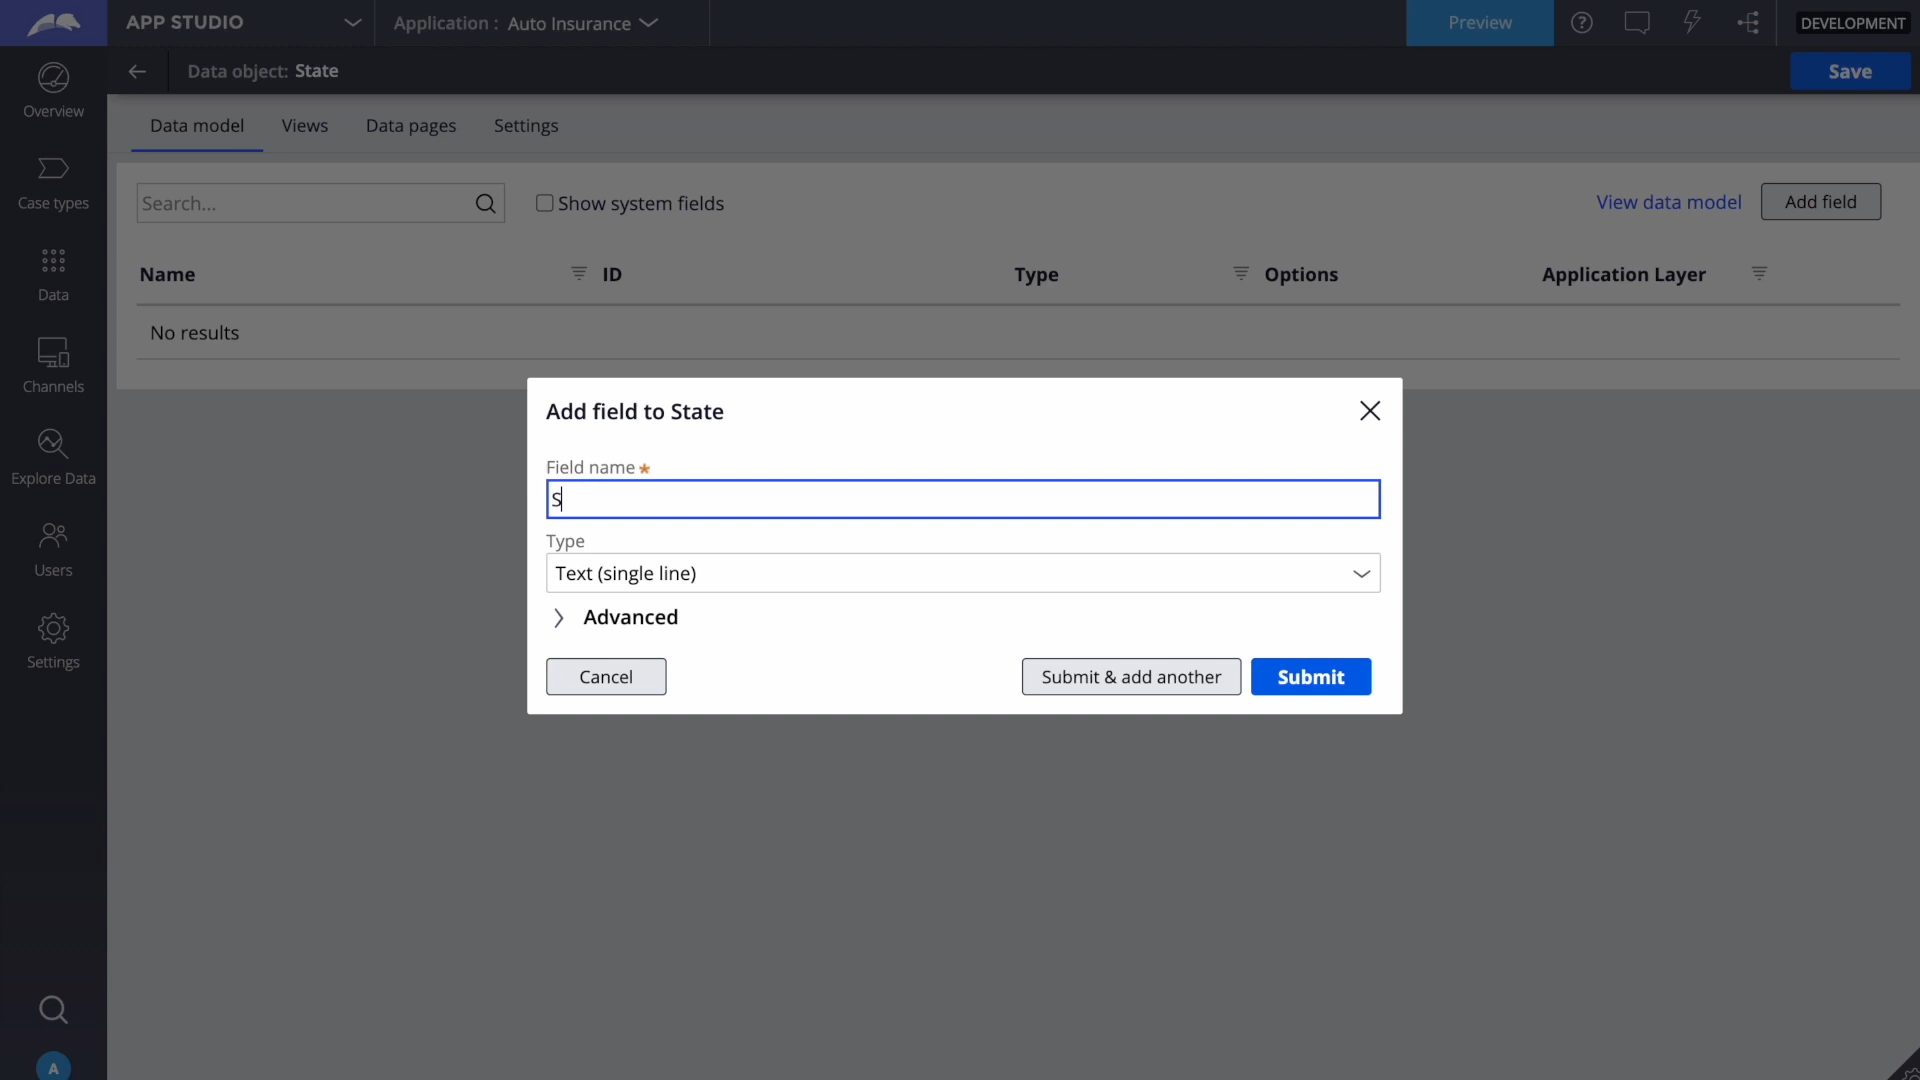 APP STUDIO
Application : Auto Insurance
Preview
DEVELOPMENT
Data object: State
Save
Overview
Case types
Data
Channels
Explore Data
Users
Settings
A
Data model Views Data pages Settings
Search... Show system fields View data model Add field
Name ID Type Options Application Layer
No results
Add field to State
Field name *
S
Type
Text (single line)
Advanced
Cancel Submit & add another Submit